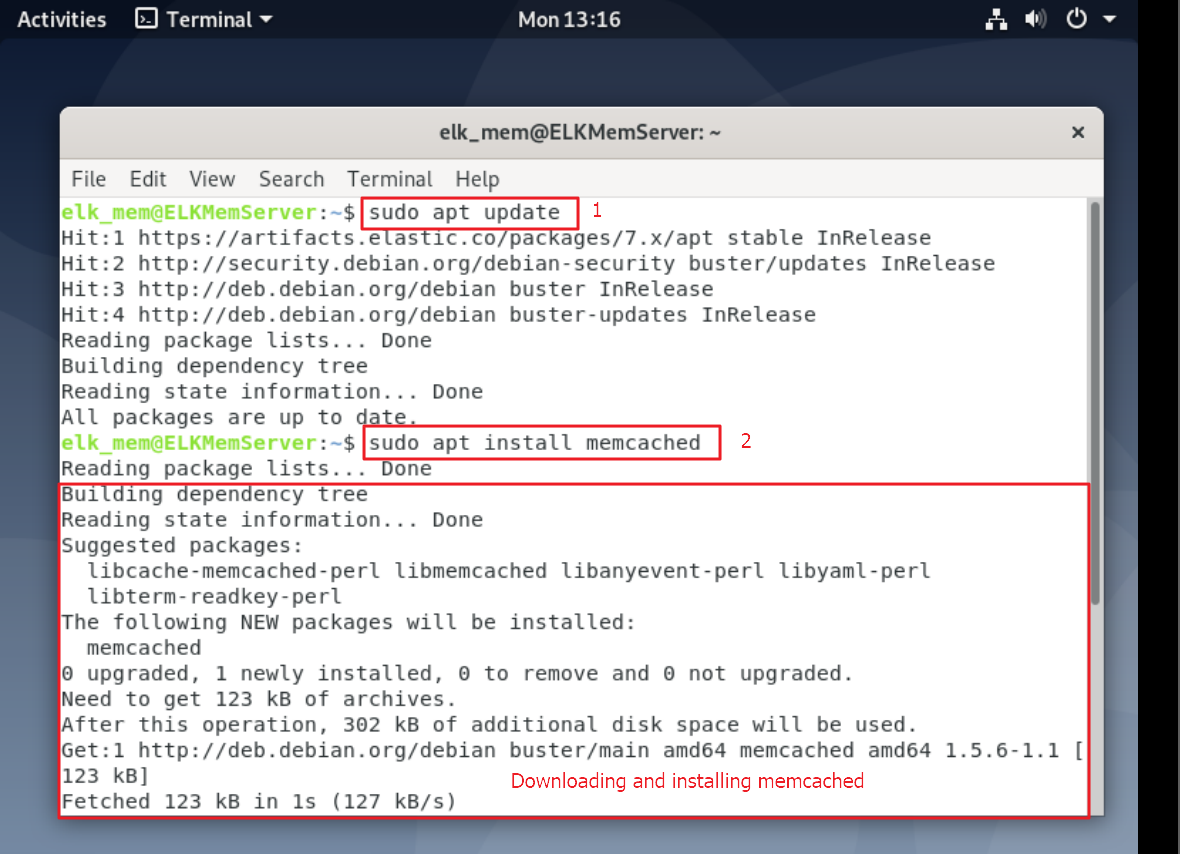 Activities Terminal Mon 13:16
elk_mem@ELKMemServer: ~
File Edit View Search Terminal Help
elk_mem@ELKMemServer:~$ sudo apt update 1
Hit:1 https://artifacts.elastic.co/packages/7.x/apt stable InRelease
Hit:2 http://security.debian.org/debian-security buster/updates InRelease
Hit:3 http://deb.debian.org/debian buster InRelease
Hit:4 http://deb.debian.org/debian buster-updates InRelease
Reading package lists... Done
Building dependency tree
Reading state information... Done
All packages are up to date.
elk_mem@ELKMemServer:~$ sudo apt install memcached 2
Reading package lists... Done
Building dependency tree
Reading state information... Done
Suggested packages:
  libcache-memcached-perl libmemcached libanyevent-perl libyaml-perl
  libterm-readkey-perl
The following NEW packages will be installed:
  memcached
0 upgraded, 1 newly installed, 0 to remove and 0 not upgraded.
Need to get 123 kB of archives.
After this operation, 302 kB of additional disk space will be used.
Get:1 http://deb.debian.org/debian buster/main amd64 memcached amd64 1.5.6-1.1 [
123 kB]
Downloading and installing memcached
Fetched 123 kB in 1s (127 kB/s)